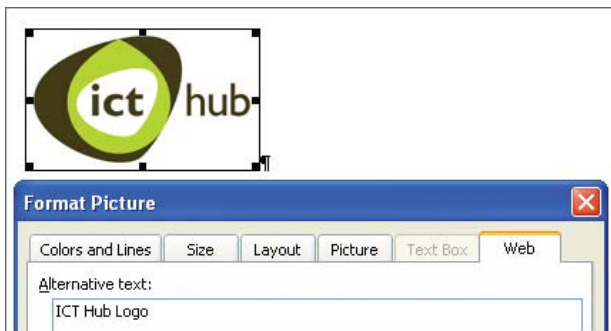 ict hub
¶
Format Picture
Colors and Lines Size Layout Picture Text Box Web
Alternative text:
ICT Hub Logo